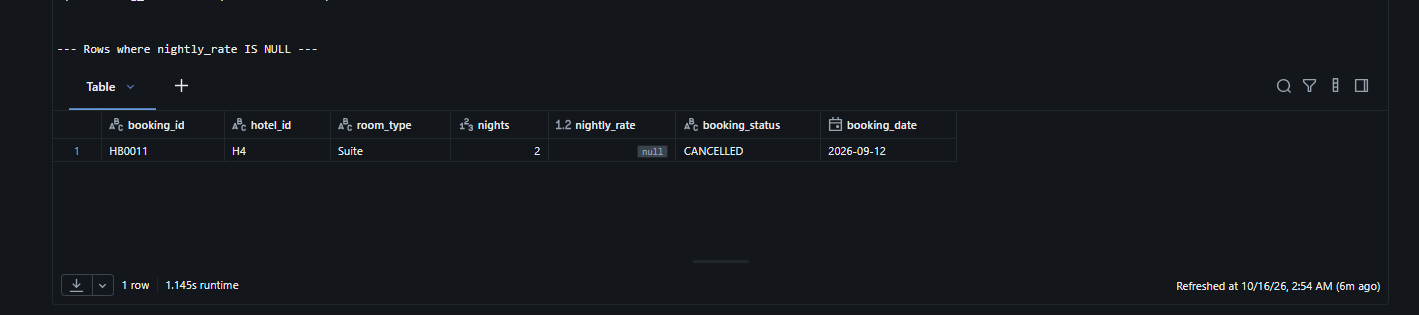 --- Rows where nightly_rate IS NULL ---
Table
booking_id hotel_id room_type nights nightly_rate booking_status booking_date
1 HB0011 H4 Suite 2 null CANCELLED 2026-09-12
1 row 1.145s runtime
Refreshed at 10/16/26, 2:54 AM (6m ago)